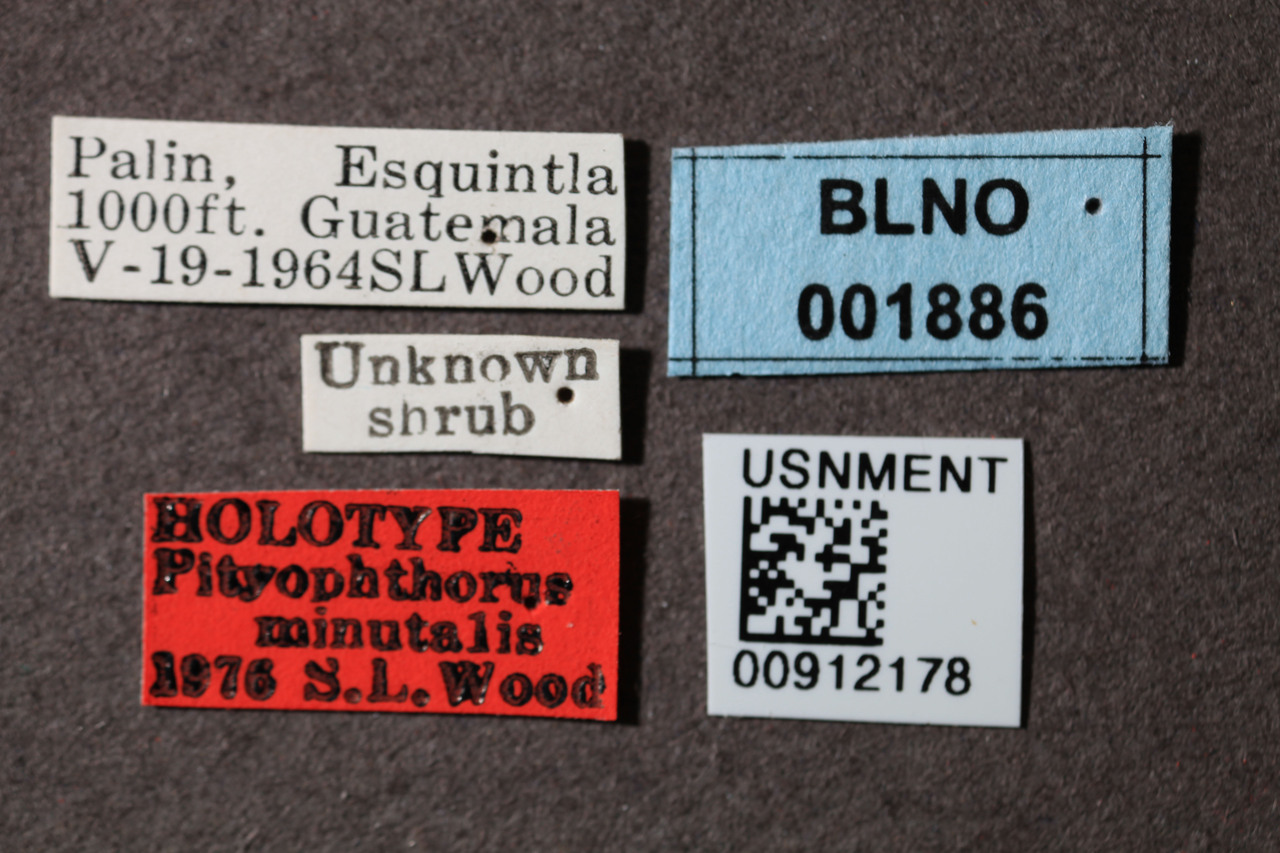 Palin, Esquintla
1000ft. Guatemala
V-19-1964SLWood
Unknown
shrub
HOLOTYPE
Pityophthorus
minutalis
1976 S.L. Wood
BLNO
001886
USNMENT
00912178